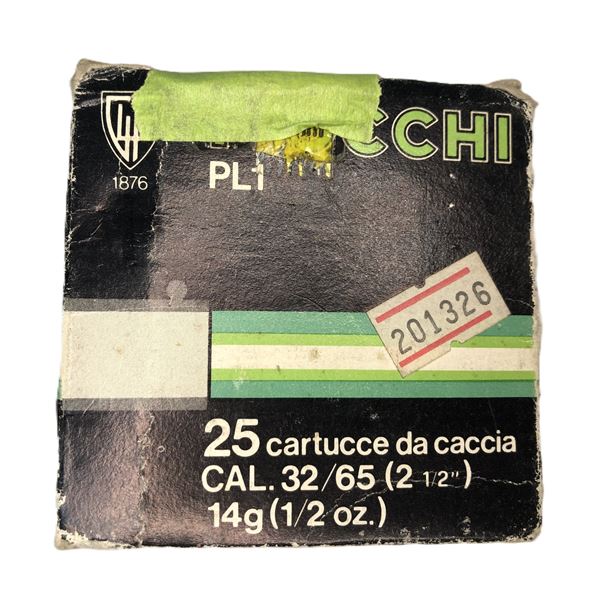 CCHI
1876
PL1
201326
25 cartucce da caccia
CAL. 32/65 (2 1/2")
14g (1/2 oz.)